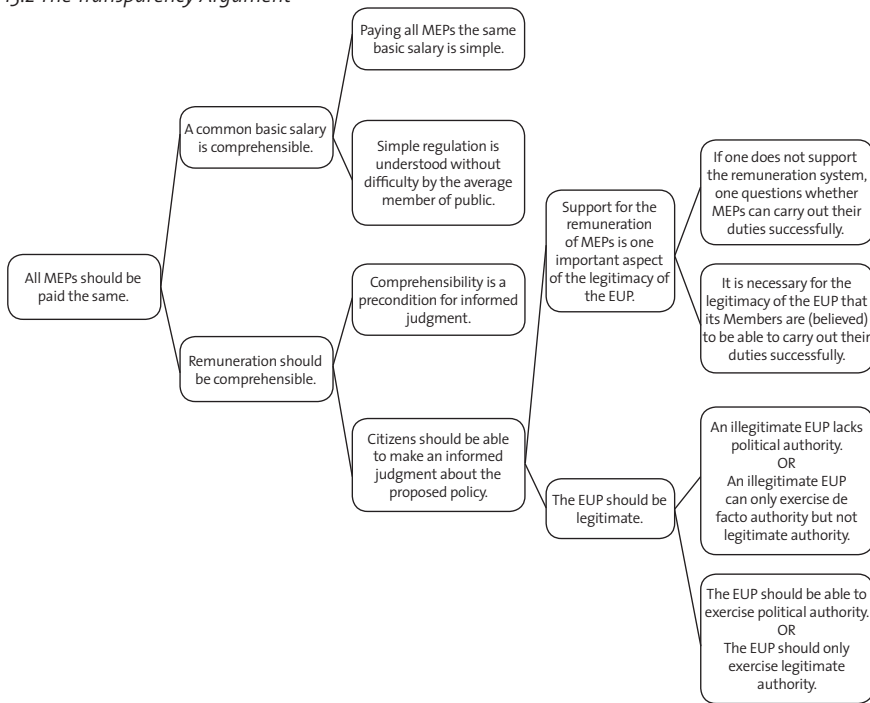 The Transparency Argument
Paying all MEPs the same
basic salary is simple.
A common basic salary
is comprehensible.
Simple regulation is
understood without
difficulty by the average
member of public.
If one does not support
the remuneration system,
one questions whether
MEPs can carry out their
duties successfully.
Support for the
remuneration
of MEPs is one
important aspect
of the legitimacy of
the EUP.
All MEPs should be
paid the same.
Comprehensibility is a
precondition for informed
judgment.
It is necessary for the
legitimacy of the EUP that
its Members are (believed)
to be able to carry out their
duties successfully.
Remuneration should
be comprehensible.
Citizens should be able
to make an informed
judgment about the
proposed policy.
An illegitimate EUP lacks
political authority.
OR
An illegitimate EUP
can only exercise de
facto authority but not
legitimate authority.
The EUP should be
legitimate.
The EUP should be able to
exercise political authority.
OR
The EUP should only
exercise legitimate
authority.